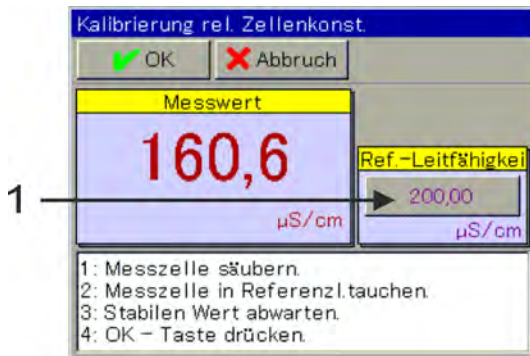 Kalibrierung rel. Zellenkonst.
OK Abbruch
Messwert
160,6
µS/cm
Ref.-Leitfähigkei
200,00
µS/cm
1
1: Messzelle säubern.
2: Messzelle in Referenzl.tauchen.
3: Stabilen Wert abwarten.
4: OK - Taste drücken.